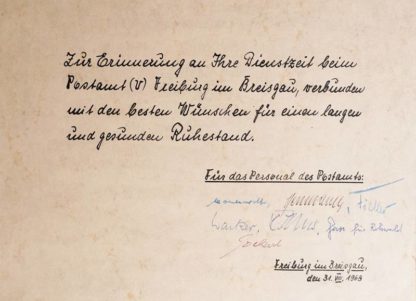 Zur Erinnerung an Ihre Dienstzeit beim
Postamt (V) Freiburg im Breisgau, verbunden
mit den besten Wünschen für einen langen
und gesunden Ruhestand.
Für das Personal des Postamts:
Freiburg im Breisgau,
den 31.